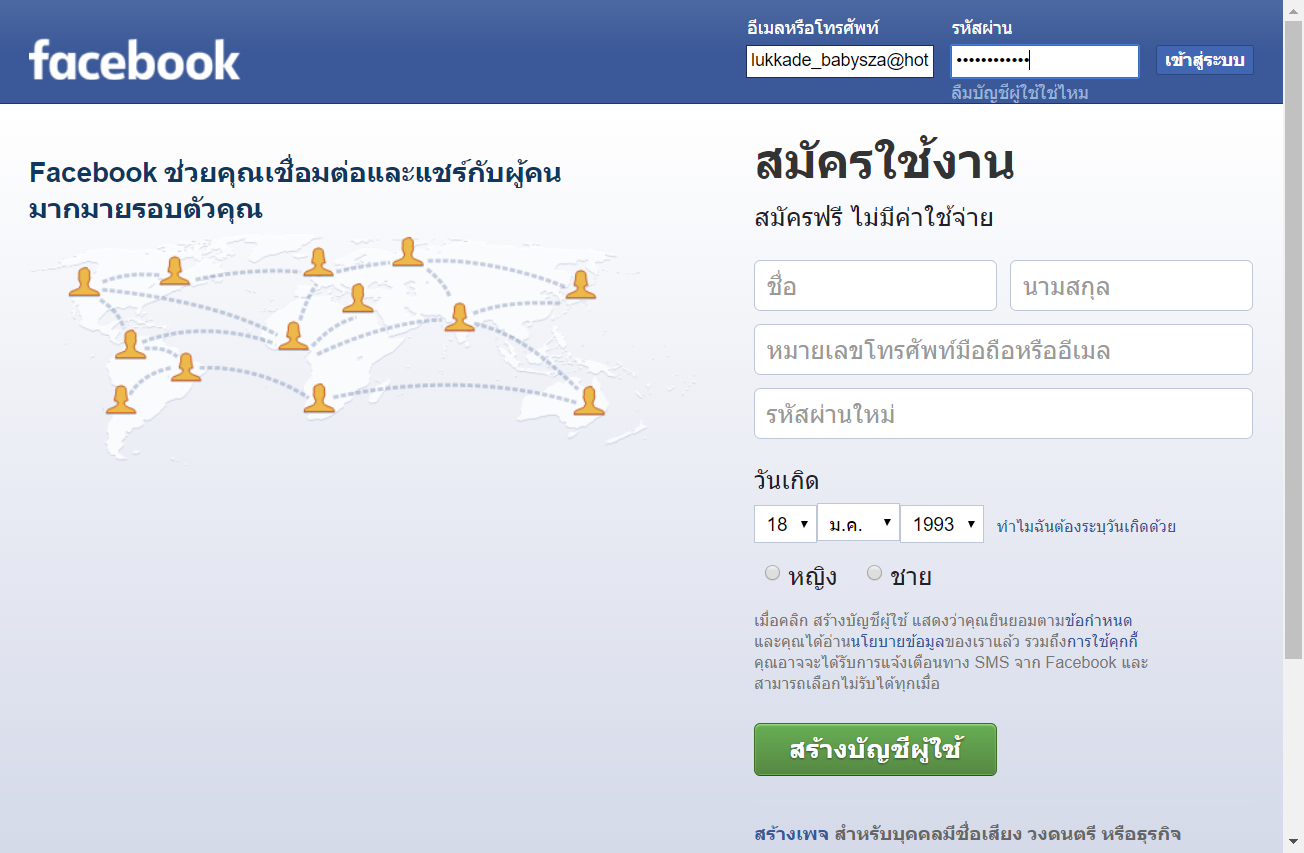 facebook
อีเมลหรือโทรศัพท์
รหัสผ่าน
lukkade_babysza@hot
••••••••••••
เข้าสู่ระบบ
ลืมบัญชีผู้ใช้ใช่ไหม
Facebook ช่วยคุณเชื่อมต่อและแชร์กับผู้คน
มากมายรอบตัวคุณ
สมัครใช้งาน
สมัครฟรี ไม่มีค่าใช้จ่าย
ชื่อ
นามสกุล
หมายเลขโทรศัพท์มือถือหรืออีเมล
รหัสผ่านใหม่
วันเกิด
18 ม.ค. 1993 ทำไมฉันต้องระบุวันเกิดด้วย
หญิง ชาย
เมื่อคลิก สร้างบัญชีผู้ใช้ แสดงว่าคุณยินยอมตามข้อกำหนด
และคุณได้อ่านนโยบายข้อมูลของเราแล้ว รวมถึงการใช้คุกกี้
คุณอาจจะได้รับการแจ้งเตือนทาง SMS จาก Facebook และ
สามารถเลือกไม่รับได้ทุกเมื่อ
สร้างบัญชีผู้ใช้
สร้างเพจ สำหรับบุคคลมีชื่อเสียง วงดนตรี หรือธุรกิจ